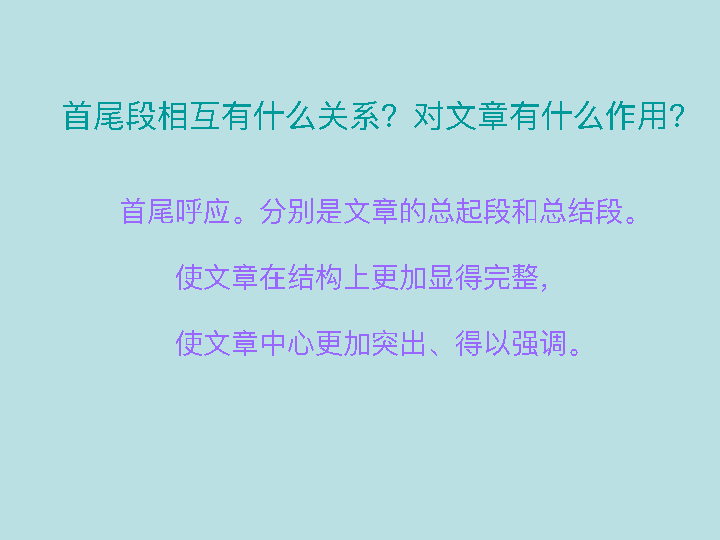 首尾段相互有什么关系？对文章有什么作用？
首尾呼应。分别是文章的总起段和总结段。
使文章在结构上更加显得完整，
使文章中心更加突出、得以强调。